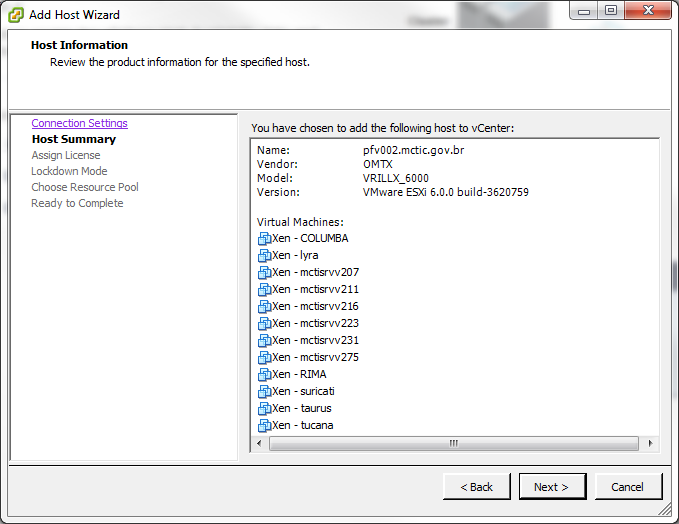 Add Host Wizard
Host Information
Review the product information for the specified host.
Connection Settings
Host Summary
Assign License
Lockdown Mode
Choose Resource Pool
Ready to Complete
You have chosen to add the following host to vCenter:
Name: pfv002.mctic.gov.br
Vendor: OMTX
Model: VRILLX_6000
Version: VMware ESXi 6.0.0 build-3620759
Virtual Machines:
Xen - COLUMBA
Xen - lyra
Xen - mctisrvv207
Xen - mctisrvv211
Xen - mctisrvv216
Xen - mctisrvv223
Xen - mctisrvv231
Xen - mctisrvv275
Xen - RIMA
Xen - suricati
Xen - taurus
Xen - tucana
< Back
Next >
Cancel